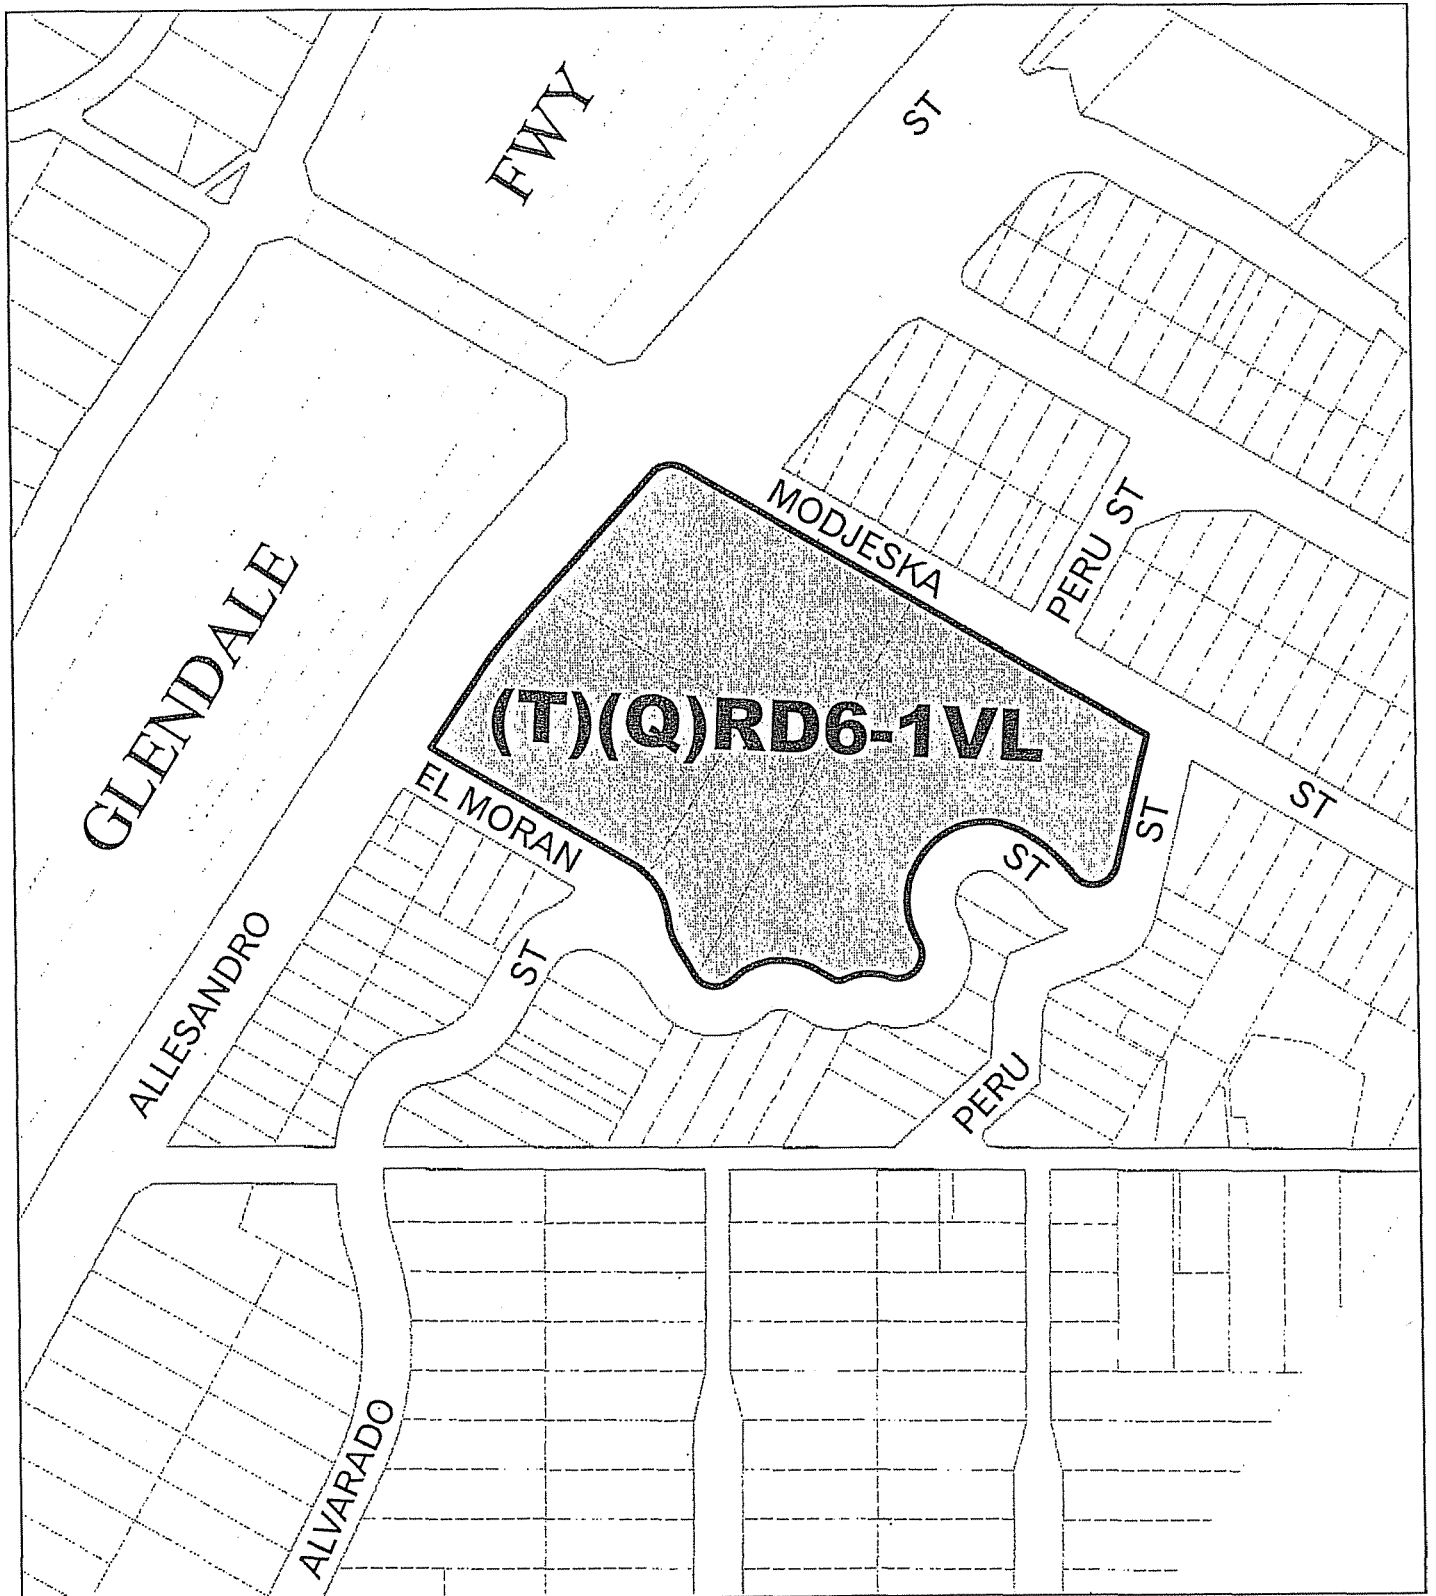 FWY
ST
MODJESKA
PERU ST
GLENDALE
(T)(Q)RD6-1VL
EL MORAN
ST
ST
ST
ALLESANDRO
ST
PERU
ALVARADO